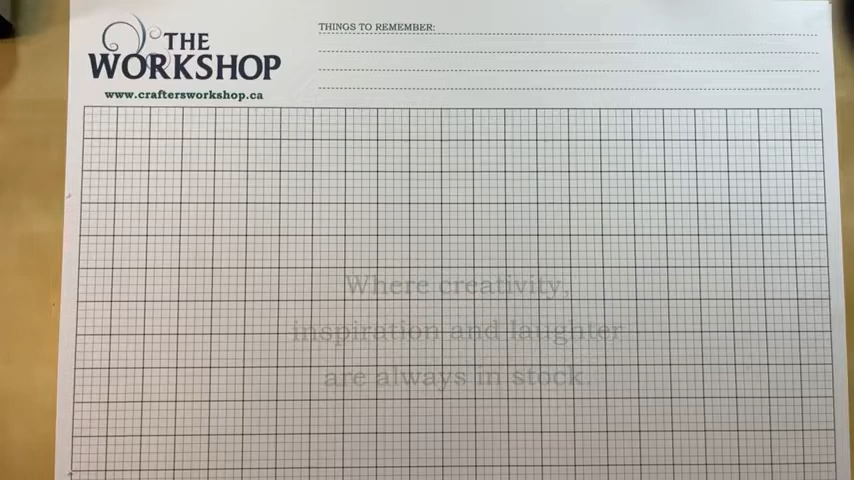 THE
WORKSHOP
www.craftersworkshop.ca
THINGS TO REMEMBER:
Where creativity,
inspiration and laughter
are always in stock.